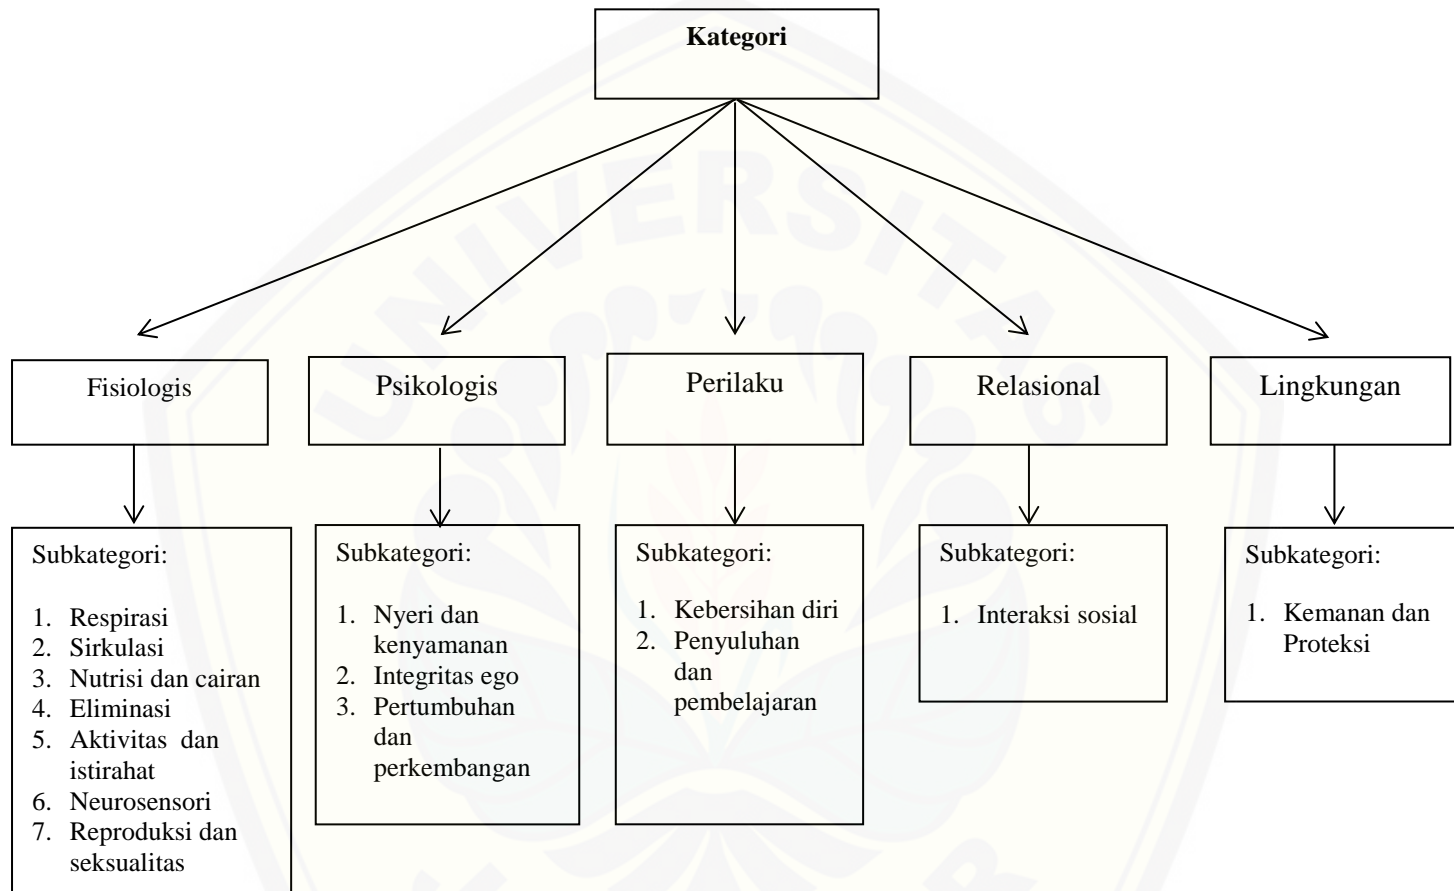 Kategori
UNIVERSITAS
Fisiologis
Psikologis
Perilaku
Relasional
Lingkungan
Subkategori:
1. Respirasi
2. Sirkulasi
3. Nutrisi dan cairan
4. Eliminasi
5. Aktivitas dan
istirahat
6. Neurosensori
7. Reproduksi dan
seksualitas
Subkategori:
1. Nyeri dan
kenyamanan
2. Integritas ego
3. Pertumbuhan
dan
perkembangan
Subkategori:
1. Kebersihan diri
2. Penyuluhan
dan
pembelajaran
Subkategori:
1. Interaksi sosial
Subkategori:
1. Kemanan dan
Proteksi